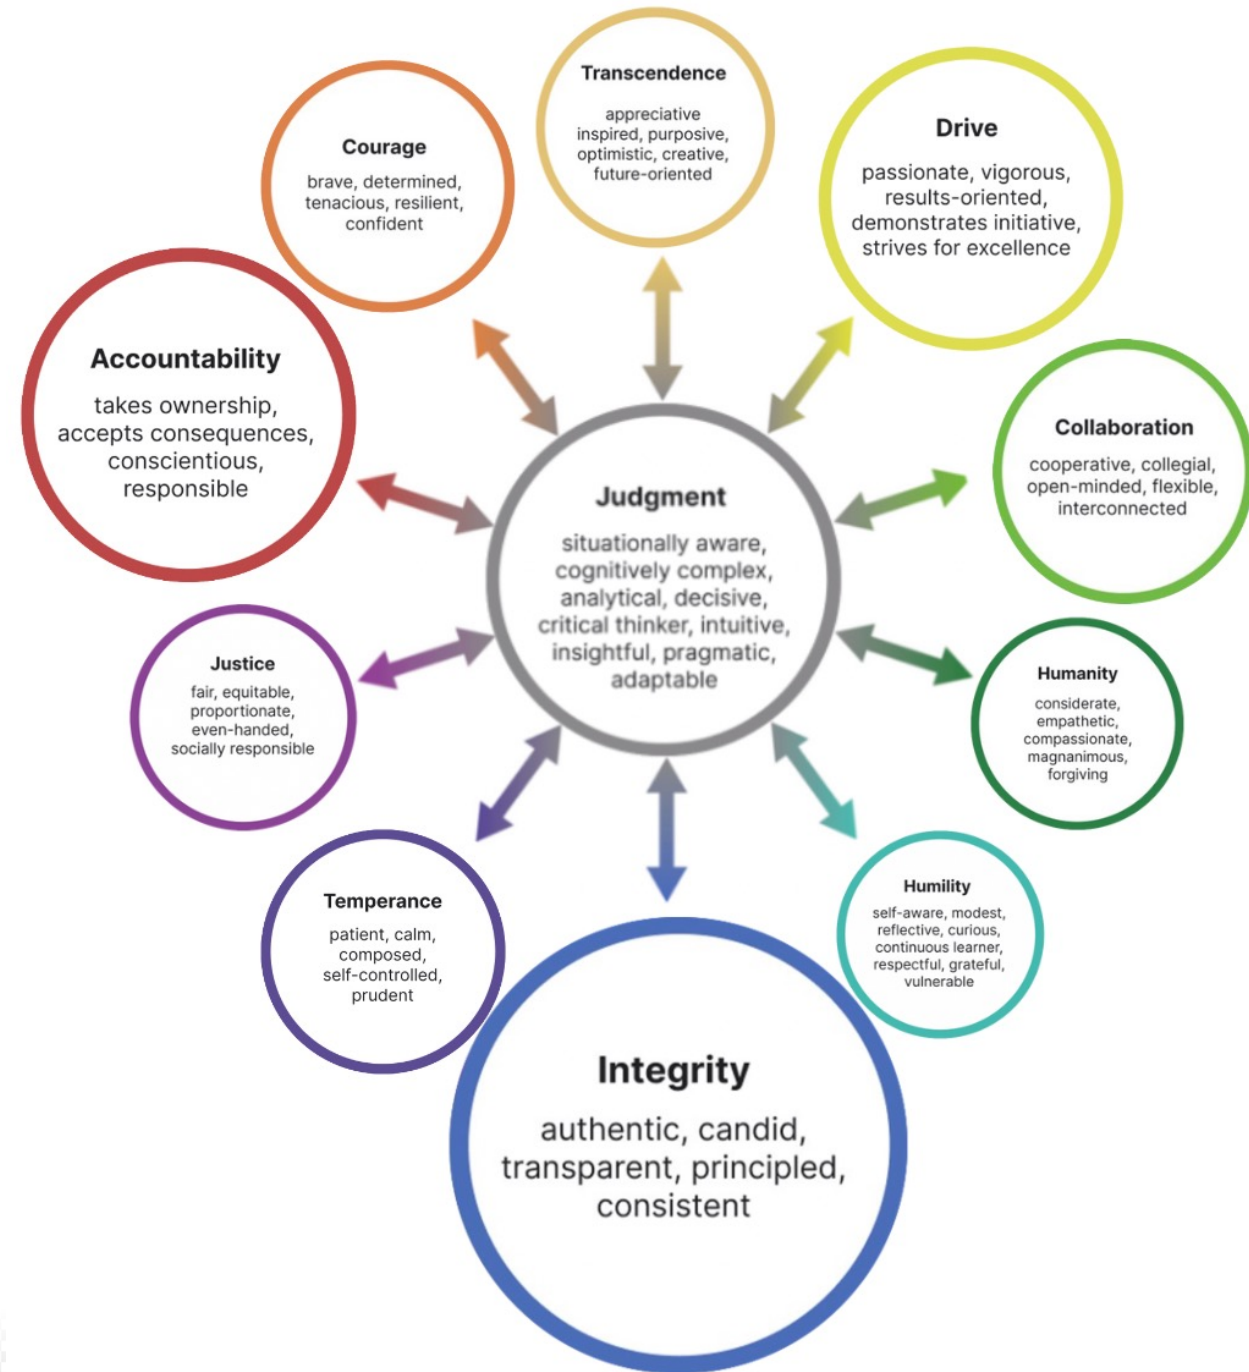 Transcendence
appreciative
inspired, purposive,
optimistic, creative,
future-oriented
Drive
passionate, vigorous,
results-oriented,
demonstrates initiative,
strives for excellence
Courage
brave, determined,
tenacious, resilient,
confident
Accountability
takes ownership,
accepts consequences,
conscientious,
responsible
Collaboration
cooperative, collegial,
open-minded, flexible,
interconnected
Judgment
situationally aware,
cognitively complex,
analytical, decisive,
critical thinker, intuitive,
insightful, pragmatic,
adaptable
Justice
fair, equitable,
proportionate,
even-handed,
socially responsible
Humanity
considerate,
empathetic,
compassionate,
magnanimous,
forgiving
Temperance
patient, calm,
composed,
self-controlled,
prudent
Humility
self-aware, modest,
reflective, curious,
continuous learner,
respectful, grateful,
vulnerable
Integrity
authentic, candid,
transparent, principled,
consistent